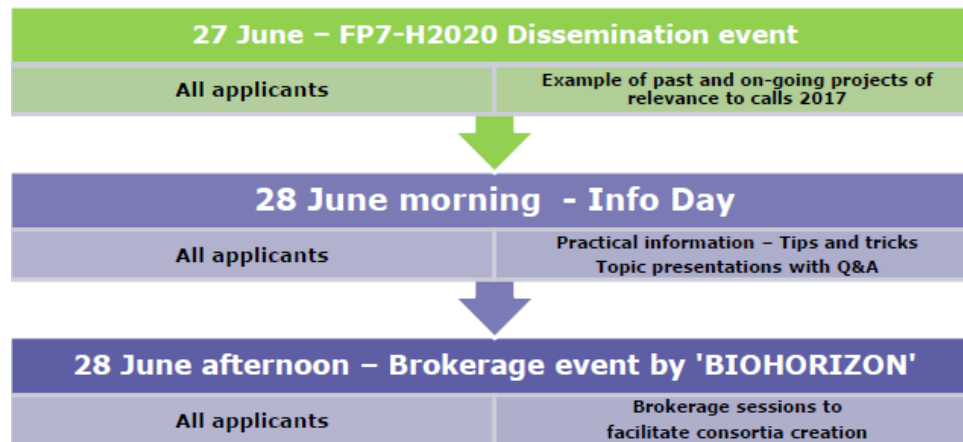 27 June – FP7-H2020 Dissemination event
All applicants
Example of past and on-going projects of
relevance to calls 2017
28 June morning - Info Day
All applicants
Practical information – Tips and tricks
Topic presentations with Q&A
28 June afternoon – Brokerage event by 'BIOHORIZON'
All applicants
Brokerage sessions to
facilitate consortia creation